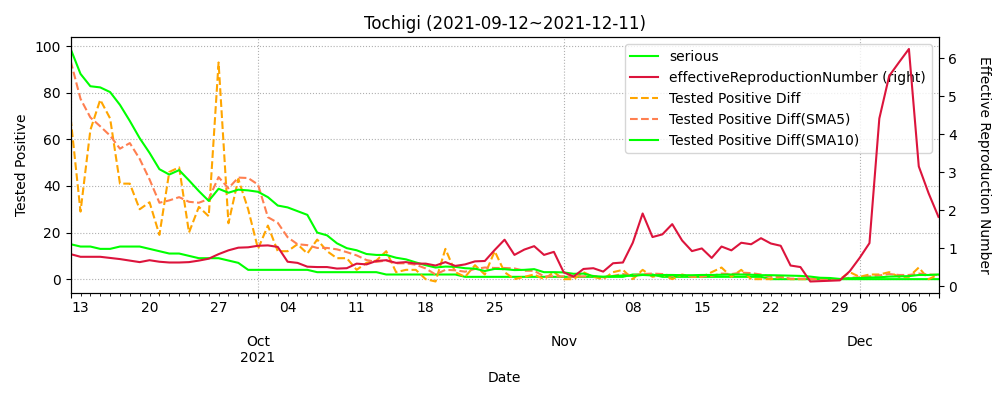 Tochigi (2021-09-12~2021-12-11)
100
80
60
40
20
0
Tested Positive
serious
effectiveReproductionNumber (right)
Tested Positive Diff
Tested Positive Diff(SMA5)
Tested Positive Diff(SMA10)
6
5
4
3
2
1
0
Effective Reproduction Number
13 20 27 04 11 18 25 08 15 22 29 06
Oct Nov Dec
2021
Date